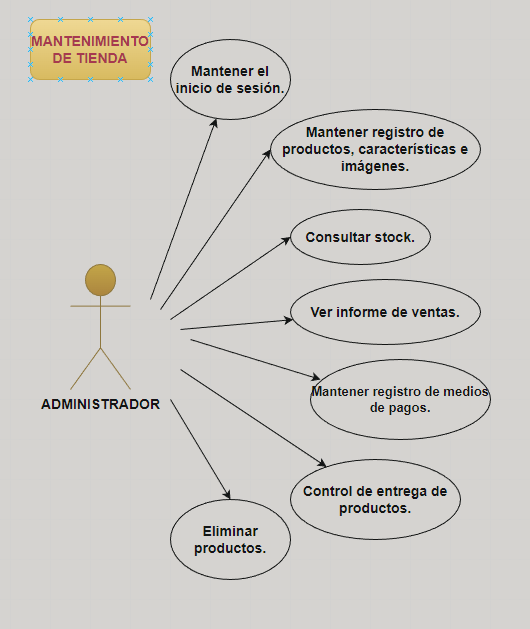 MANTENIMIENTO
DE TIENDA
Mantener el
inicio de sesión.
Mantener registro de
productos, características e
imágenes.
Consultar stock.
Ver informe de ventas.
Mantener registro de medios
de pagos.
ADMINISTRADOR
Control de entrega de
productos.
Eliminar
productos.